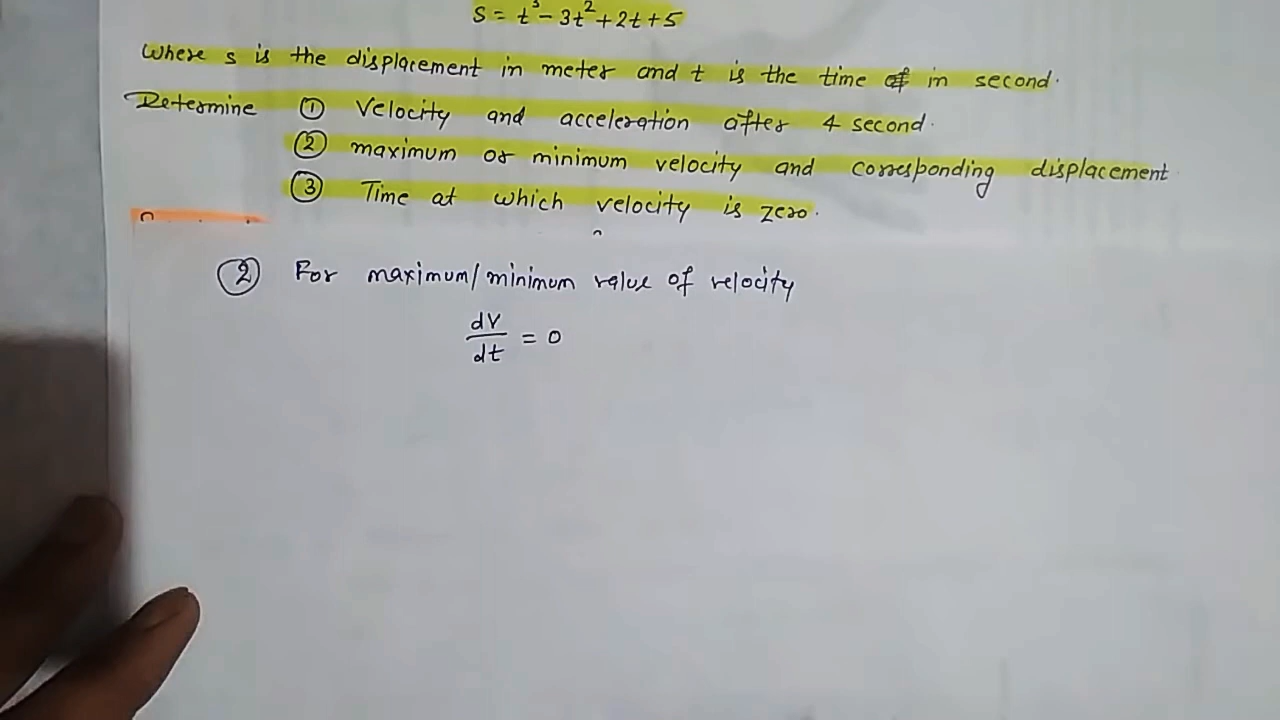 s = t³ - 3t² + 2t + 5
Where s is the displacement in meter and t is the time in second.
Determine ① Velocity and acceleration after 4 second.
② maximum or minimum velocity and corresponding displacement
③ Time at which velocity is zero.
② For maximum/minimum value of velocity
dV/dt = 0